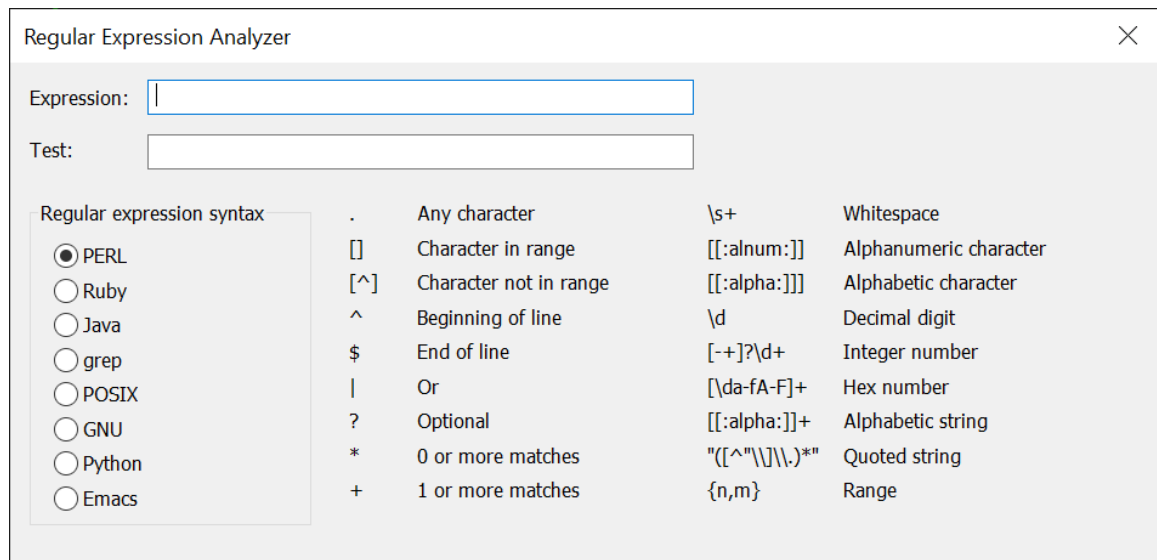 Regular Expression Analyzer
Expression:
Test:
Regular expression syntax
PERL
Ruby
Java
grep
POSIX
GNU
Python
Emacs
. Any character
[] Character in range
[^] Character not in range
^ Beginning of line
$ End of line
| Or
? Optional
* 0 or more matches
+ 1 or more matches
\s+ Whitespace
[[:alnum:]] Alphanumeric character
[[:alpha:]]] Alphabetic character
\d Decimal digit
[-+]?\d+ Integer number
[\da-fA-F]+ Hex number
[[:alpha:]]+ Alphabetic string
"([^"\\]\\.)*" Quoted string
{n,m} Range